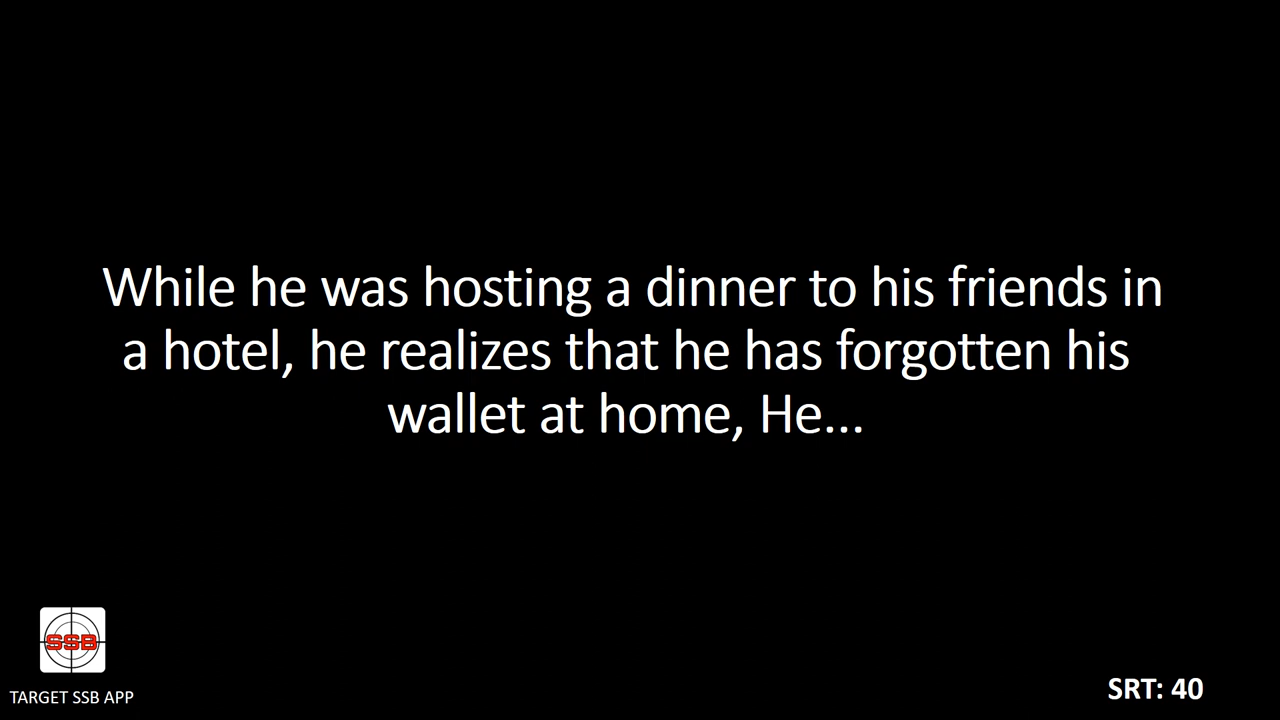 While he was hosting a dinner to his friends in
a hotel, he realizes that he has forgotten his
wallet at home, He...
SSB
TARGET SSB APP
SRT: 40